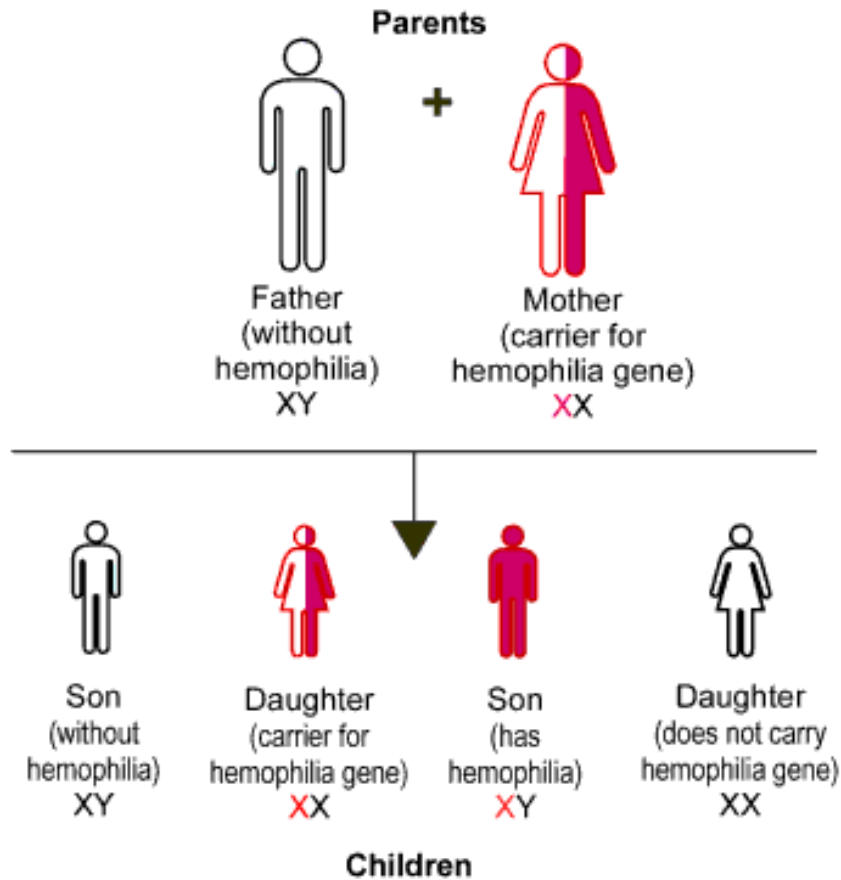 Parents
+
Father
(without
hemophilia)
XY
Mother
(carrier for
hemophilia gene)
XX
Son
(without
hemophilia)
XY
Daughter
(carrier for
hemophilia gene)
XX
Son
(has
hemophilia)
XY
Daughter
(does not carry
hemophilia gene)
XX
Children